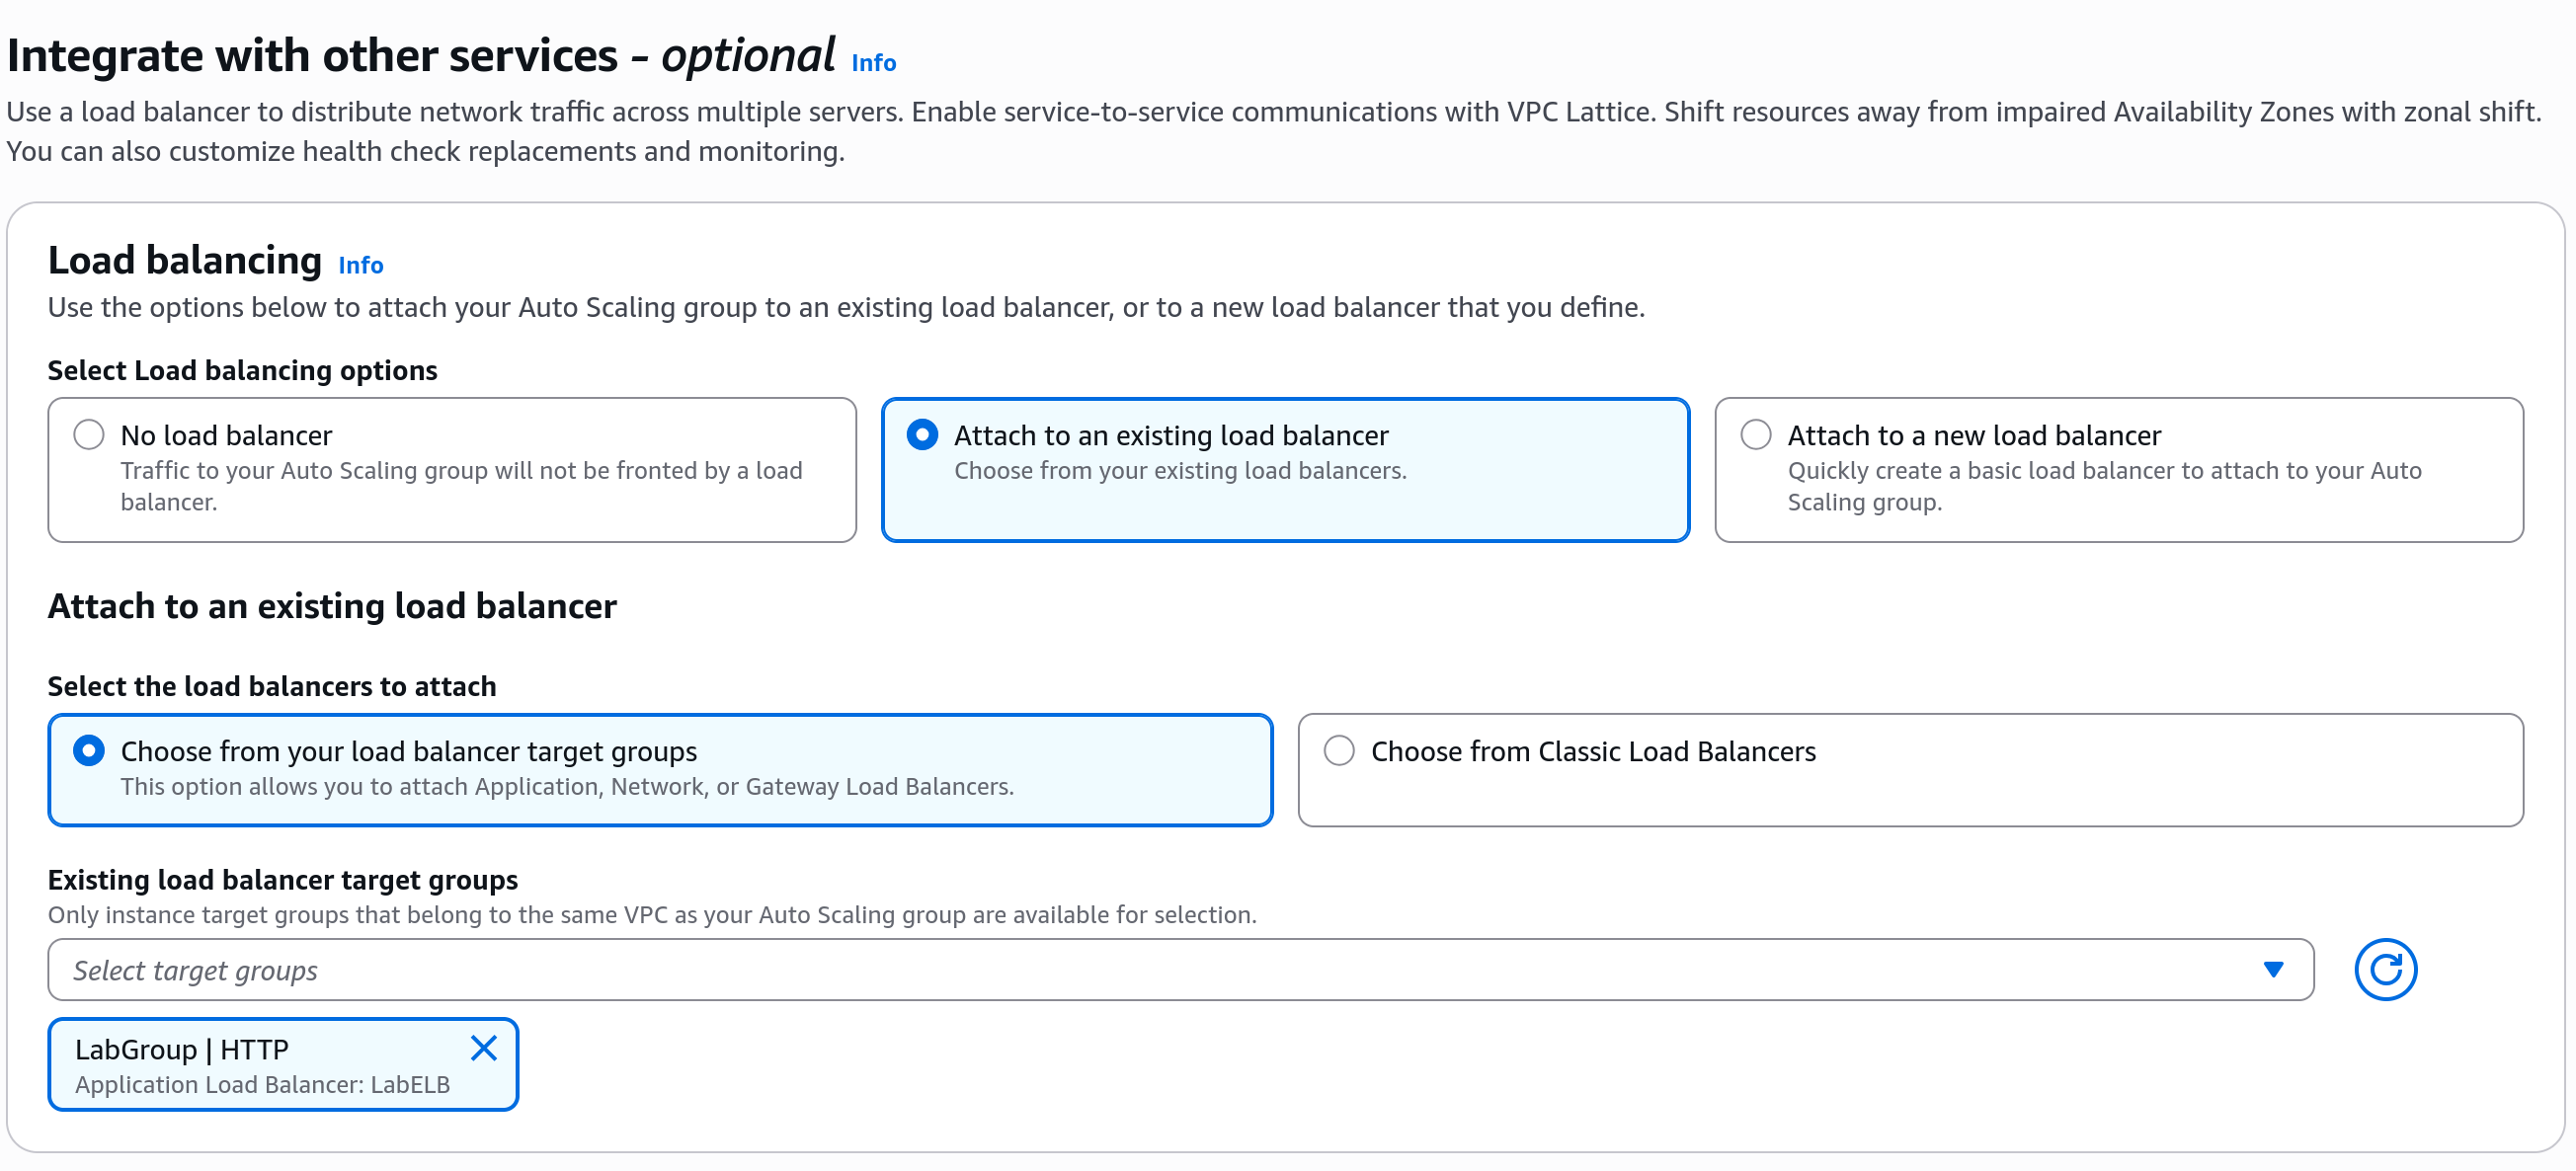 Integrate with other services - optional Info
Use a load balancer to distribute network traffic across multiple servers. Enable service-to-service communications with VPC Lattice. Shift resources away from impaired Availability Zones with zonal shift.
You can also customize health check replacements and monitoring.
Load balancing Info
Use the options below to attach your Auto Scaling group to an existing load balancer, or to a new load balancer that you define.
Select Load balancing options
No load balancer
Traffic to your Auto Scaling group will not be fronted by a load
balancer.
Attach to an existing load balancer
Choose from your existing load balancers.
Attach to a new load balancer
Quickly create a basic load balancer to attach to your Auto
Scaling group.
Attach to an existing load balancer
Select the load balancers to attach
Choose from your load balancer target groups
This option allows you to attach Application, Network, or Gateway Load Balancers.
Choose from Classic Load Balancers
Existing load balancer target groups
Only instance target groups that belong to the same VPC as your Auto Scaling group are available for selection.
Select target groups
LabGroup | HTTP
Application Load Balancer: LabELB